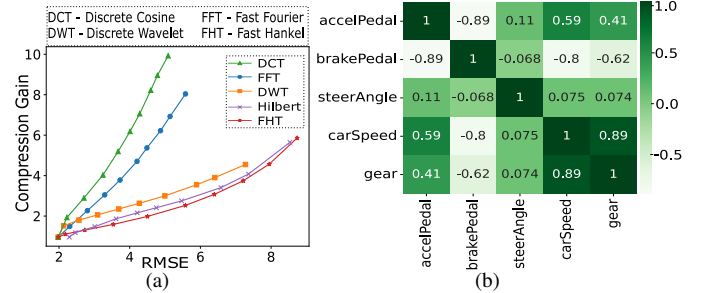 DCT - Discrete Cosine FFT - Fast Fourier
DWT - Discrete Wavelet FHT - Fast Hankel
10
8
6
4
2
Compression Gain
DCT
FFT
DWT
Hilbert
FHT
2 4 6 8
RMSE
(a)
accelPedal 1 -0.89 0.11 0.59 0.41
brakePedal -0.89 1 -0.068 -0.8 -0.62
steerAngle 0.11 -0.068 1 0.075 0.074
carSpeed 0.59 -0.8 0.075 1 0.89
gear 0.41 -0.62 0.074 0.89 1
accelPedal
brakePedal
steerAngle
carSpeed
gear
1.0
0.5
0.0
-0.5
(b)